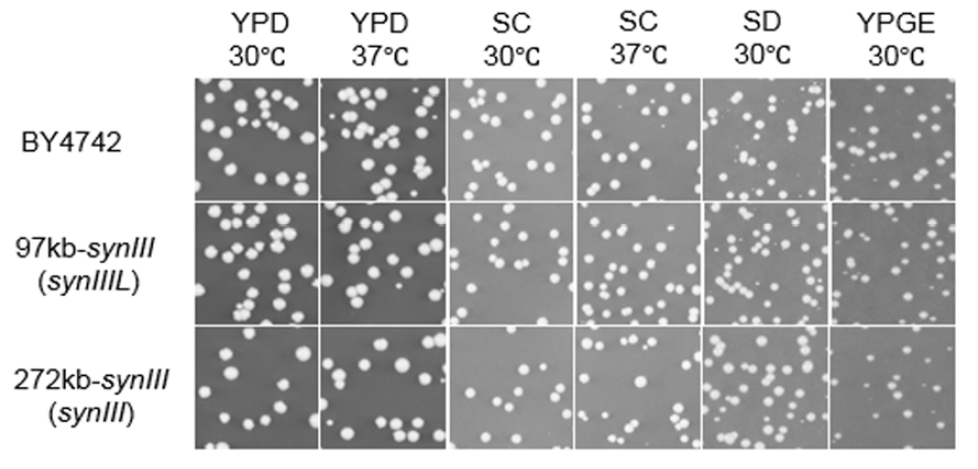 YPD YPD SC SC SD YPGE
30℃ 37℃ 30℃ 37℃ 30℃ 30℃
BY4742
97kb-synIII
(synIIIL)
272kb-synIII
(synIII)